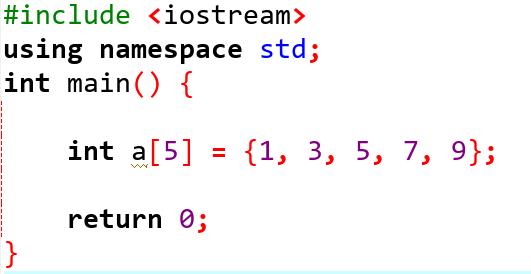 #include <iostream>
using namespace std;
int main() {
int a[5] = {1, 3, 5, 7, 9};
return 0;
}